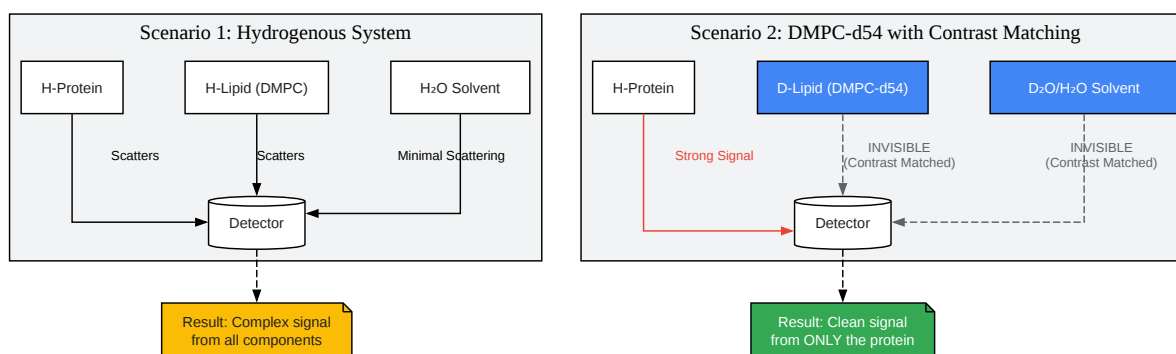 Scenario 1: Hydrogenous System
H-Protein
H-Lipid (DMPC)
H₂O Solvent
Scatters
Scatters
Minimal Scattering
Detector
Result: Complex signal
from all components
Scenario 2: DMPC-d54 with Contrast Matching
H-Protein
D-Lipid (DMPC-d54)
D₂O/H₂O Solvent
Strong Signal
INVISIBLE
(Contrast Matched)
INVISIBLE
(Contrast Matched)
Detector
Result: Clean signal
from ONLY the protein